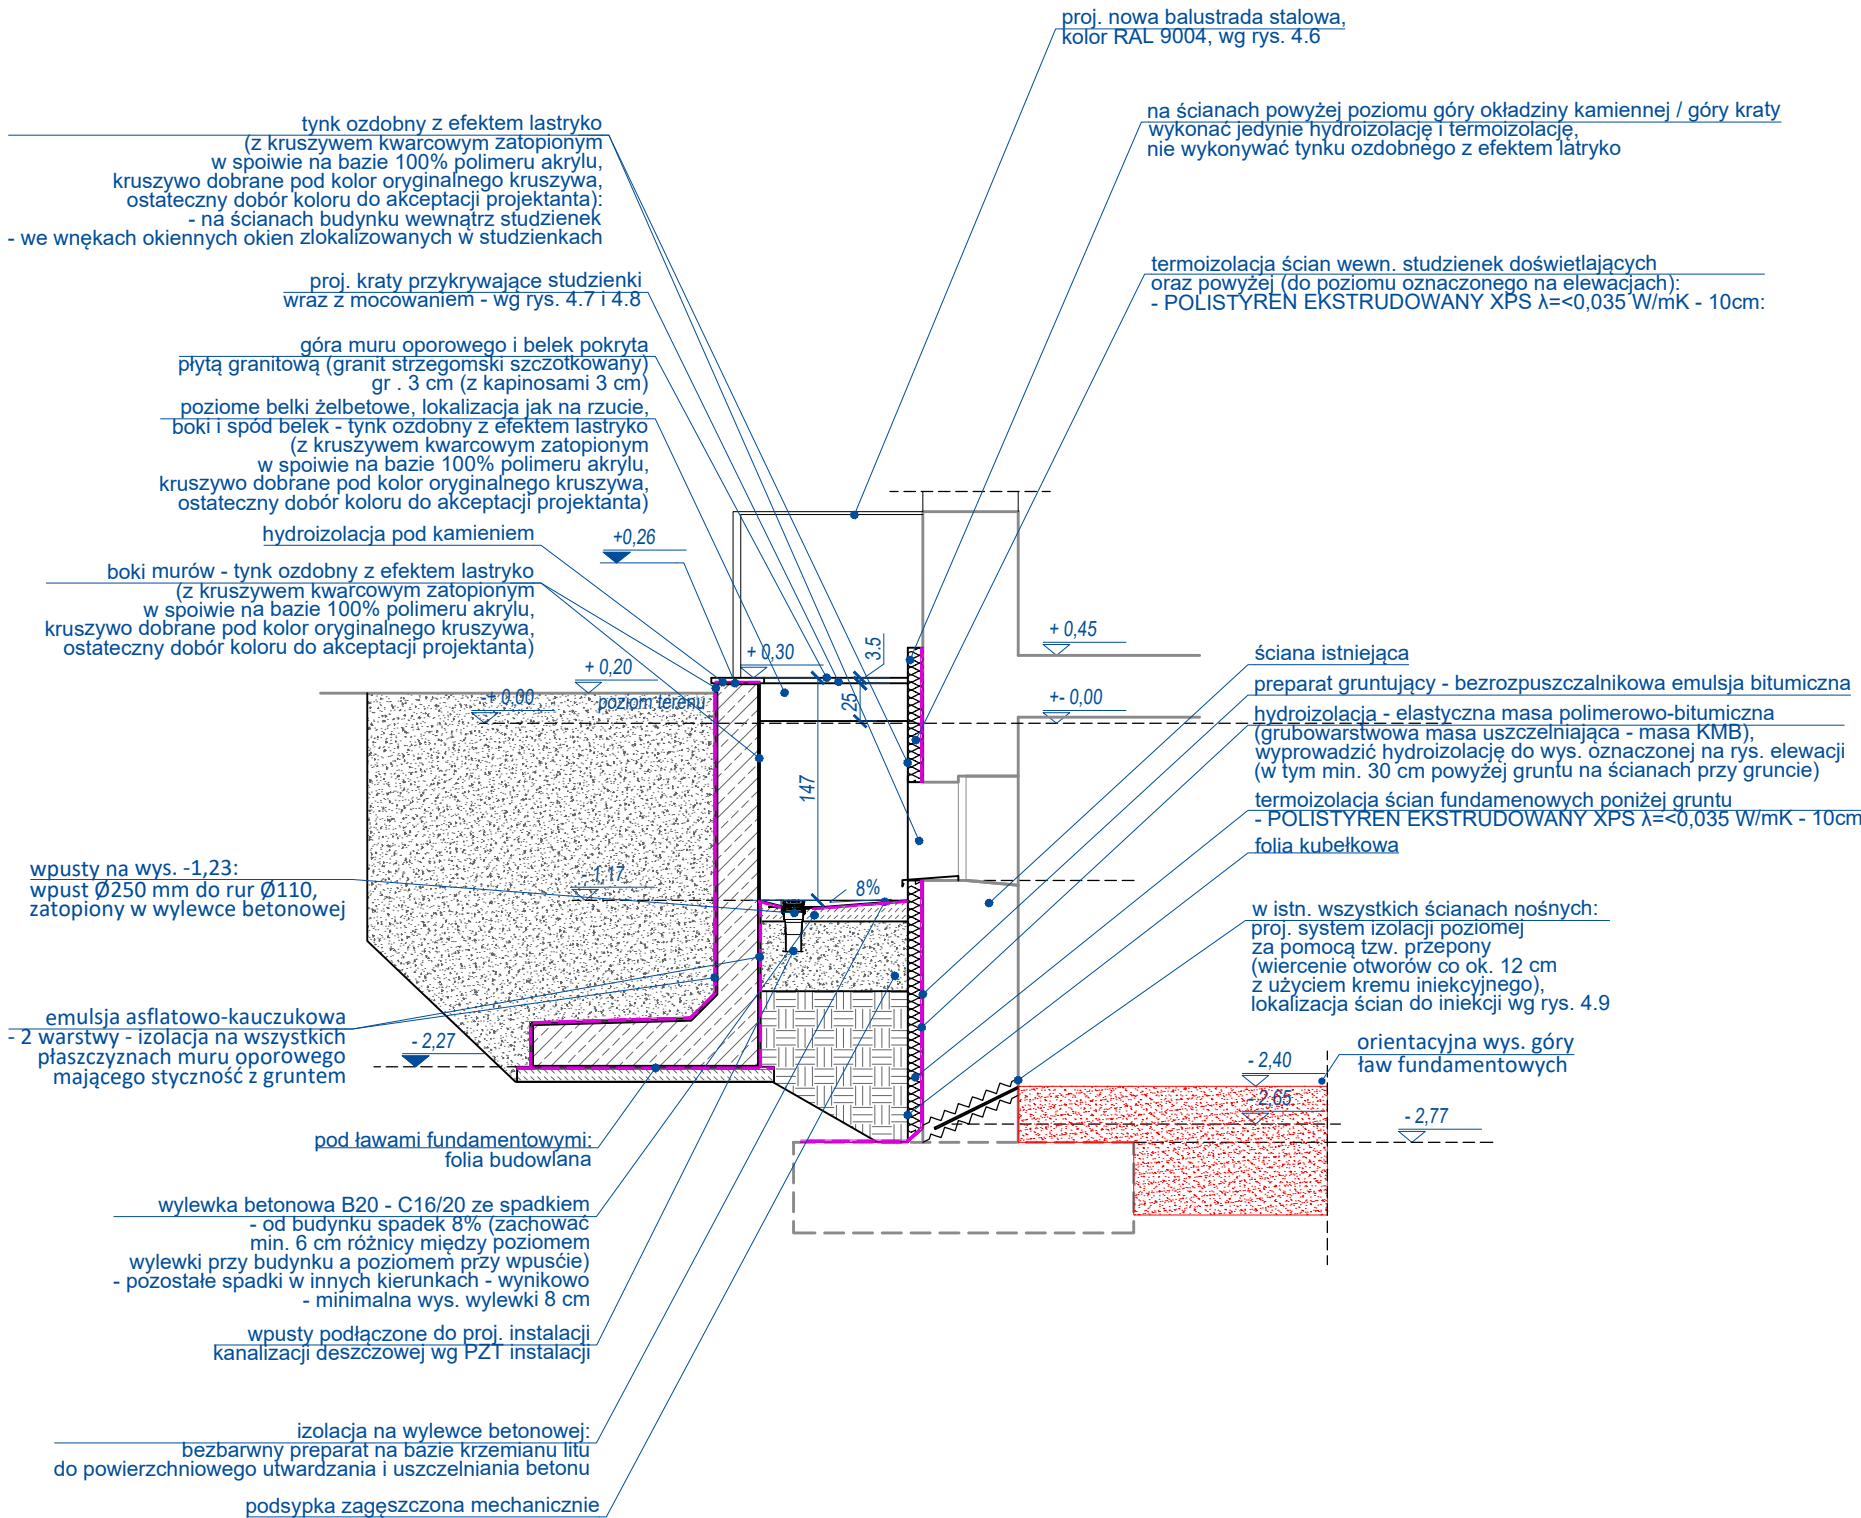 proj. nowa balustrada stalowa,
kolor RAL 9004, wg rys. 4.6
na ścianach powyżej poziomu góry okładziny kamiennej / góry kraty
wykonać jedynie hydroizolację i termoizolację,
nie wykonywać tynku ozdobnego z efektem latryko
tynk ozdobny z efektem lastryko
(z kruszywem kwarcowym zatopionym
w spoiwie na bazie 100% polimeru akrylu,
kruszywo dobrane pod kolor oryginalnego kruszywa,
ostateczny dobór koloru do akceptacji projektanta):
- na ścianach budynku wewnątrz studzienek
- we wnękach okiennych okien zlokalizowanych w studzienkach
termoizolacja ścian wewn. studzienek doświetlających
oraz powyżej (do poziomu oznaczonego na elewacjach):
- POLISTYREN EKSTRUDOWANY XPS λ=<0,035 W/mK - 10cm:
proj. kraty przykrywające studzienki
wraz z mocowaniem - wg rys. 4.7 i 4.8
góra muru oporowego i belek pokryta
płytą granitową (granit strzegomski szczotkowany)
gr . 3 cm (z kapinosami 3 cm)
poziome belki żelbetowe, lokalizacja jak na rzucie,
boki i spód belek - tynk ozdobny z efektem lastryko
(z kruszywem kwarcowym zatopionym
w spoiwie na bazie 100% polimeru akrylu,
kruszywo dobrane pod kolor oryginalnego kruszywa,
ostateczny dobór koloru do akceptacji projektanta)
hydroizolacja pod kamieniem
+0,26
boki murów - tynk ozdobny z efektem lastryko
(z kruszywem kwarcowym zatopionym
w spoiwie na bazie 100% polimeru akrylu,
kruszywo dobrane pod kolor oryginalnego kruszywa,
ostateczny dobór koloru do akceptacji projektanta)
+ 0,20
+ 0,30
3.5
+ 0,45
-+ 0,00
poziom terenu
25
+- 0,00
147
ściana istniejąca
preparat gruntujący - bezrozpuszczalnikowa emulsja bitumiczna
hydroizolacja - elastyczna masa polimerowo-bitumiczna
(grubowarstwowa masa uszczelniająca - masa KMB),
wyprowadzić hydroizolację do wys. oznaczonej na rys. elewacji
(w tym min. 30 cm powyżej gruntu na ścianach przy gruncie)
termoizolacja ścian fundamenowych poniżej gruntu
- POLISTYREN EKSTRUDOWANY XPS λ=<0,035 W/mK - 10cm
folia kubełkowa
wpusty na wys. -1,23:
wpust Ø250 mm do rur Ø110,
zatopiony w wylewce betonowej
- 1,17
8%
w istn. wszystkich ścianach nośnych:
proj. system izolacji poziomej
za pomocą tzw. przepony
(wiercenie otworów co ok. 12 cm
z użyciem kremu iniekcyjnego),
lokalizacja ścian do iniekcji wg rys. 4.9
emulsja asflatowo-kauczukowa
- 2 warstwy - izolacja na wszystkich
płaszczyznach muru oporowego
mającego styczność z gruntem
- 2,27
orientacyjna wys. góry
ław fundamentowych
- 2,40
- 2,65
- 2,77
pod ławami fundamentowymi:
folia budowlana
wylewka betonowa B20 - C16/20 ze spadkiem
- od budynku spadek 8% (zachować
min. 6 cm różnicy między poziomem
wylewki przy budynku a poziomem przy wpuście)
- pozostałe spadki w innych kierunkach - wynikowo
- minimalna wys. wylewki 8 cm
wpusty podłączone do proj. instalacji
kanalizacji deszczowej wg PZT instalacji
izolacja na wylewce betonowej:
bezbarwny preparat na bazie krzemianu litu
do powierzchniowego utwardzania i uszczelniania betonu
podsypka zagęszczona mechanicznie